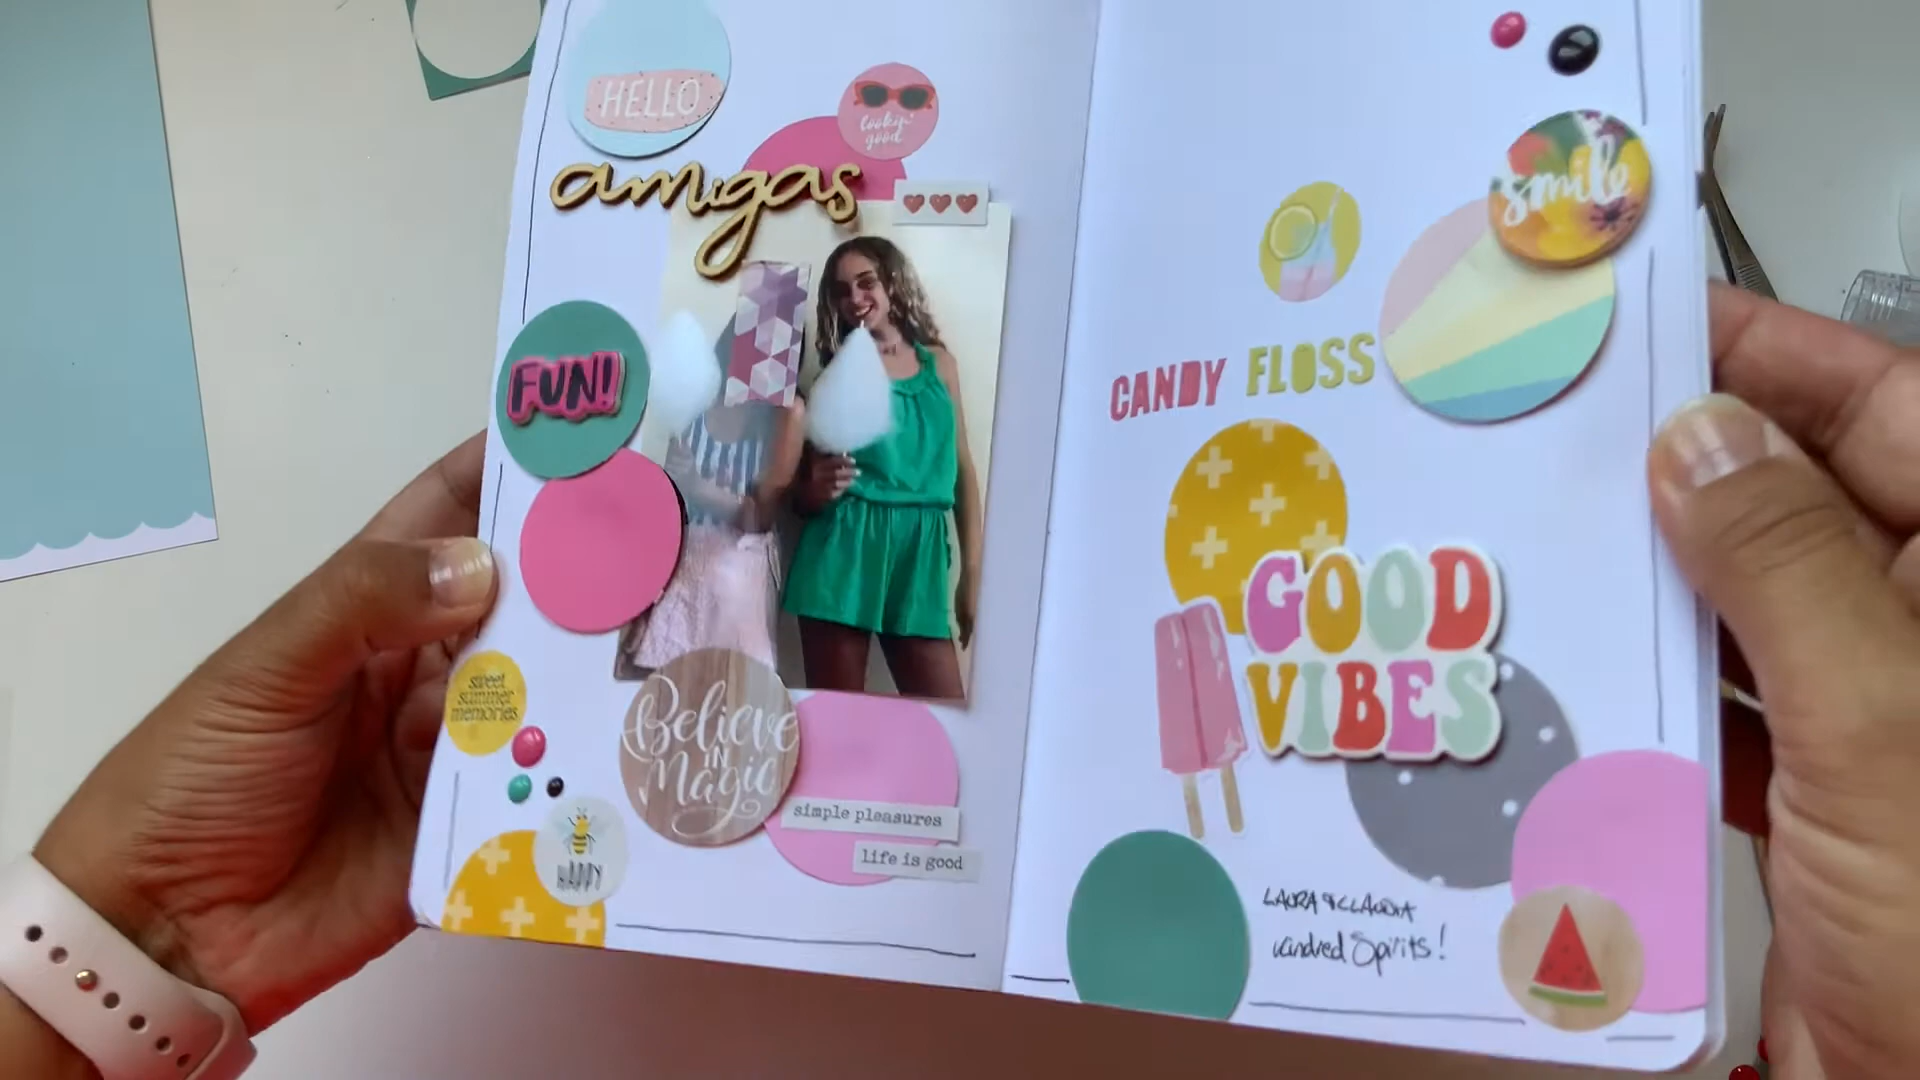 HELLO
lookin'
good
amigas
FUN!
sweet
summer
memories
Believe
IN
Magic
HAPPY
simple pleasures
life is good
smile
CANDY FLOSS
GOOD
VIBES
LAURA & CLAUDIA
kindred Spirits!